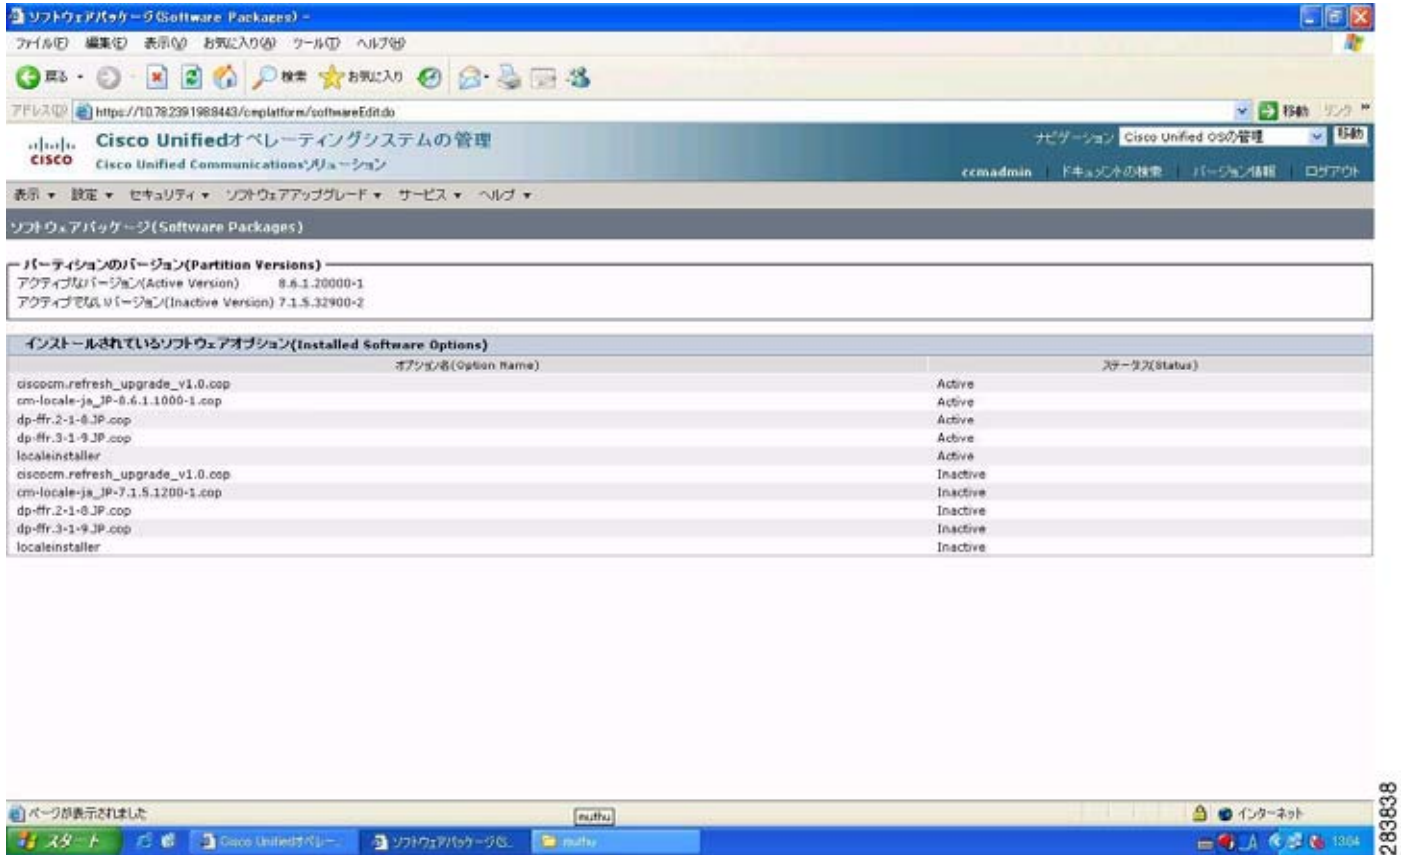 ソフトウェアパッケージ(Software Packages) -
ファイル(F) 編集(E) 表示(V) お気に入り(A) ツール(T) ヘルプ(H)
戻る 検索 お気に入り
アドレス(D) https://10.78.239.198:8443/cmplatform/softwareEdit.do 移動 リンク »
CISCO
Cisco Unifiedオペレーティングシステムの管理
Cisco Unified Communicationsソリューション
ナビゲーション Cisco Unified OSの管理 移動
ccmadmin ドキュメントの検索 バージョン情報 ログアウト
表示 ▼ 設定 ▼ セキュリティ ▼ ソフトウェアアップグレード ▼ サービス ▼ ヘルプ ▼
ソフトウェアパッケージ(Software Packages)
パーティションのバージョン(Partition Versions)
アクティブなバージョン(Active Version) 8.6.1.20000-1
アクティブでないバージョン(Inactive Version) 7.1.5.32900-2
インストールされているソフトウェアオプション(Installed Software Options)
オプション名(Option Name) ステータス(Status)
ciscocm.refresh_upgrade_v1.0.cop Active
cm-locale-ja_JP-8.6.1.1000-1.cop Active
dp-ffr.2-1-8.JP.cop Active
dp-ffr.3-1-9.JP.cop Active
localeinstaller Active
ciscocm.refresh_upgrade_v1.0.cop Inactive
cm-locale-ja_JP-7.1.5.1200-1.cop Inactive
dp-ffr.2-1-8.JP.cop Inactive
dp-ffr.3-1-9.JP.cop Inactive
localeinstaller Inactive
ページが表示されました muthu インターネット
スタート Cisco Unifiedオペレー... ソフトウェアパッケージ(S... muthu A 13:04
283838